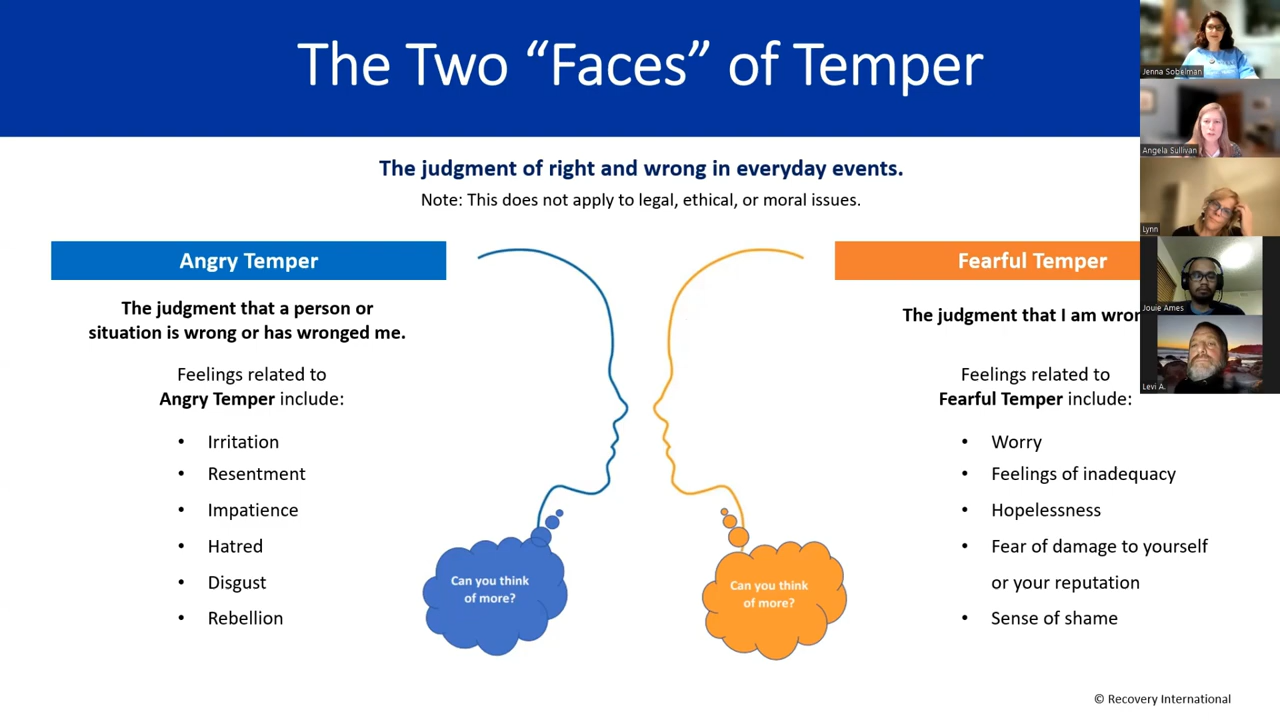 The Two “Faces” of Temper
The judgment of right and wrong in everyday events.
Note: This does not apply to legal, ethical, or moral issues.
Angry Temper
The judgment that a person or
situation is wrong or has wronged me.
Feelings related to
Angry Temper include:
• Irritation
• Resentment
• Impatience
• Hatred
• Disgust
• Rebellion
Can you think
of more?
Can you think
of more?
Fearful Temper
The judgment that I am wron
Feelings related to
Fearful Temper include:
• Worry
• Feelings of inadequacy
• Hopelessness
• Fear of damage to yourself
or your reputation
• Sense of shame
Jenna Sobelman
Angela Sullivan
Lynn
Jouie Ames
Levi A.
© Recovery International